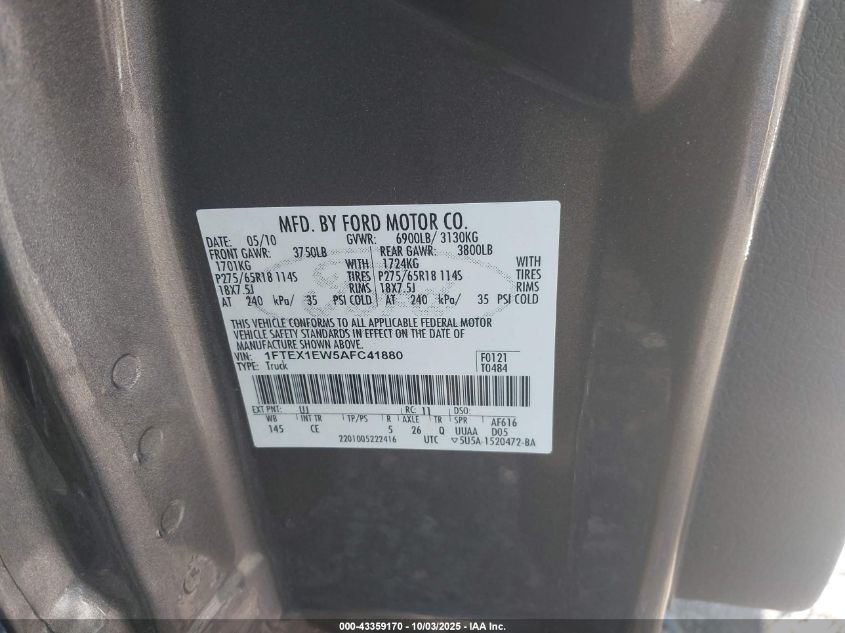 MFD. BY FORD MOTOR CO.
DATE: 05/10 GVWR: 6900LB/ 3130KG
FRONT GAWR: 3750LB REAR GAWR: 3800LB
1701KG WITH 1724KG WITH
P275/65R18 114S TIRES P275/65R18 114S TIRES
18X7.5J RIMS 18X7.5J RIMS
AT 240 kPa/ 35 PSI COLD AT 240 kPa/ 35 PSI COLD
THIS VEHICLE CONFORMS TO ALL APPLICABLE FEDERAL MOTOR
VEHICLE SAFETY STANDARDS IN EFFECT ON THE DATE OF
MANUFACTURE SHOWN ABOVE.
VIN: 1FTEX1EW5AFC41880 F0121
TYPE: Truck T0484
EXT PNT: UJ RC: 11 DSO:
WB INT TR TP/PS R AXLE TR SPR AF616
145 CE 5 26 Q UUAA D05
2201005222416 UTC ▽5U5A-1520472-BA
000-43359170 - 10/03/2025 - IAA Inc.